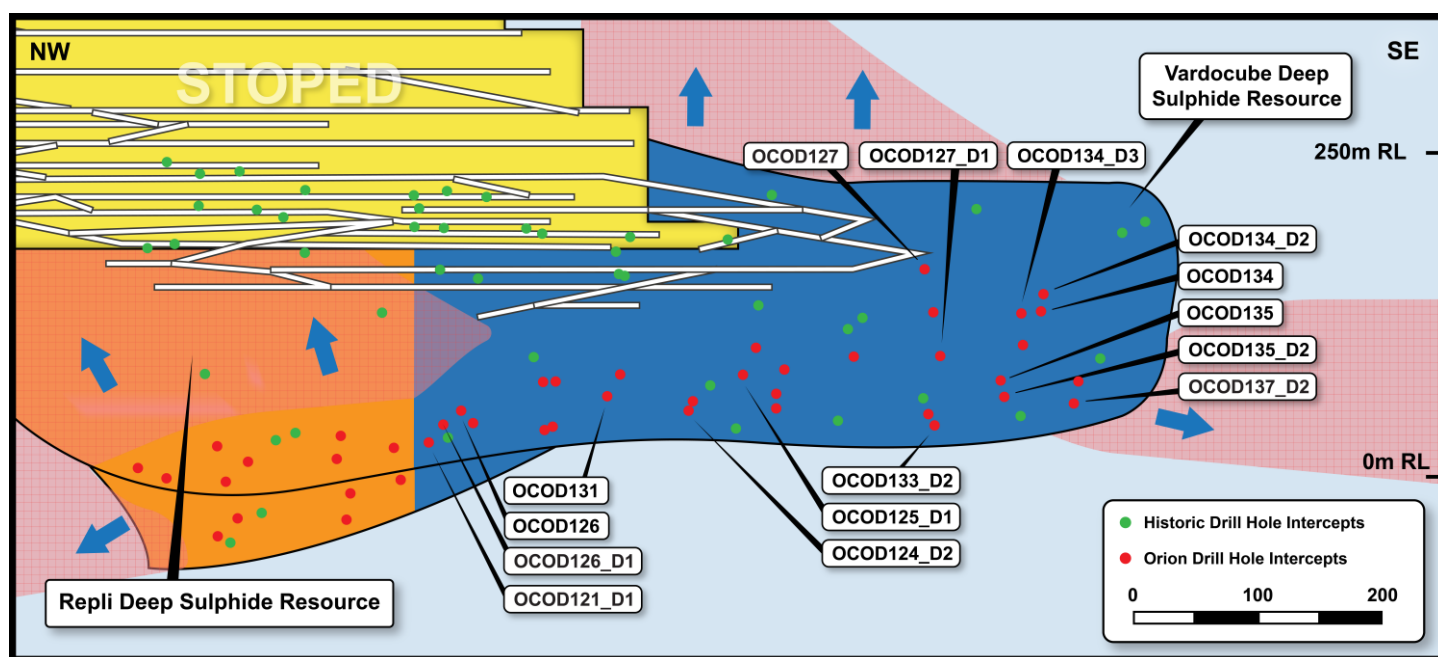 NW
STOPED
SE
Vardocube Deep
Sulphide Resource
250m RL
OCOD127
OCOD127_D1
OCOD134_D3
OCOD134_D2
OCOD134
OCOD135
OCOD135_D2
OCOD137_D2
0m RL
OCOD133_D2
OCOD125_D1
OCOD124_D2
OCOD131
OCOD126
OCOD126_D1
OCOD121_D1
Repli Deep Sulphide Resource
Historic Drill Hole Intercepts
Orion Drill Hole Intercepts
0 100 200